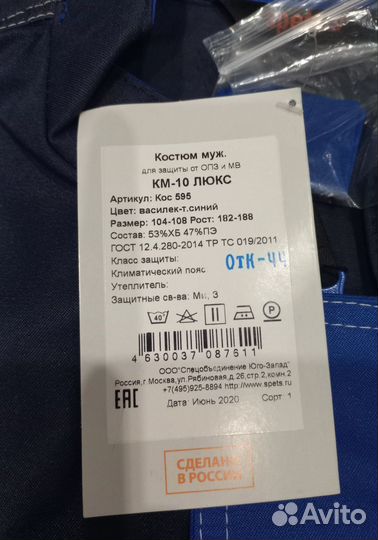 spets
Костюм муж.
для защиты от ОПЗ и МВ
КМ-10 ЛЮКС
Артикул: Кос 595
Цвет: василек-т.синий
Размер: 104-108 Рост: 182-188
Состав: 53%ХБ 47%ПЭ
ГОСТ 12.4.280-2014 ТР ТС 019/2011
Класс защиты:
Климатический пояс
ОТК-44
Утеплитель:
Защитные св-ва: Ми, З
40°
P
4 630037 087611
ООО"Спецобъединение Юго-Запад"
Россия,г.Москва,ул.Рябиновая,д.26,стр.2,комн.2
+7(495)925-8894 http://www.spets.ru
EAC
Дата: Июнь 2020
Сорт: 1
СДЕЛАНО
В РОССИИ
Avito